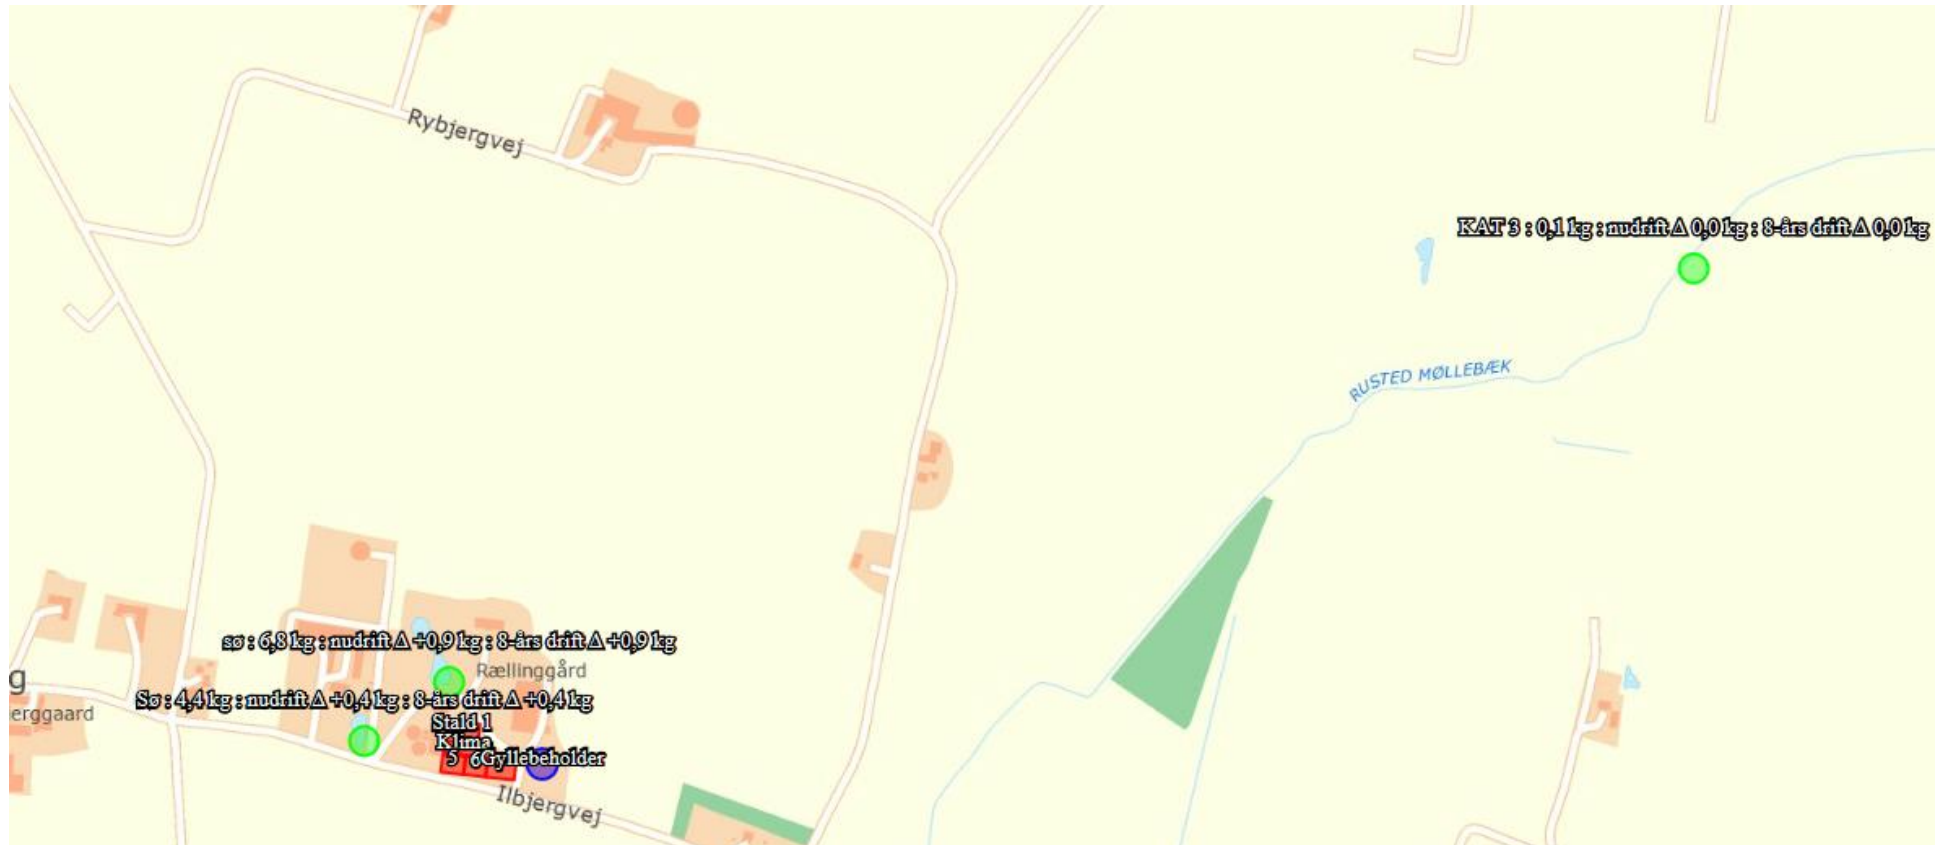 Rybjergvej
KAT 3 : 0,1 kg : nudrift Δ 0,0 kg : 8-års drift Δ 0,0 kg
RUSTED MØLLEBÆK
sø : 6,8 kg : nudrift Δ +0,9 kg : 8-års drift Δ +0,9 kg
Rællinggård
g
Sø : 4,4 kg : nudrift Δ +0,4 kg : 8-års drift Δ +0,4 kg
erggaard
Stald 1
Klima
5 6 Gyllebeholder
Ilbjergvej